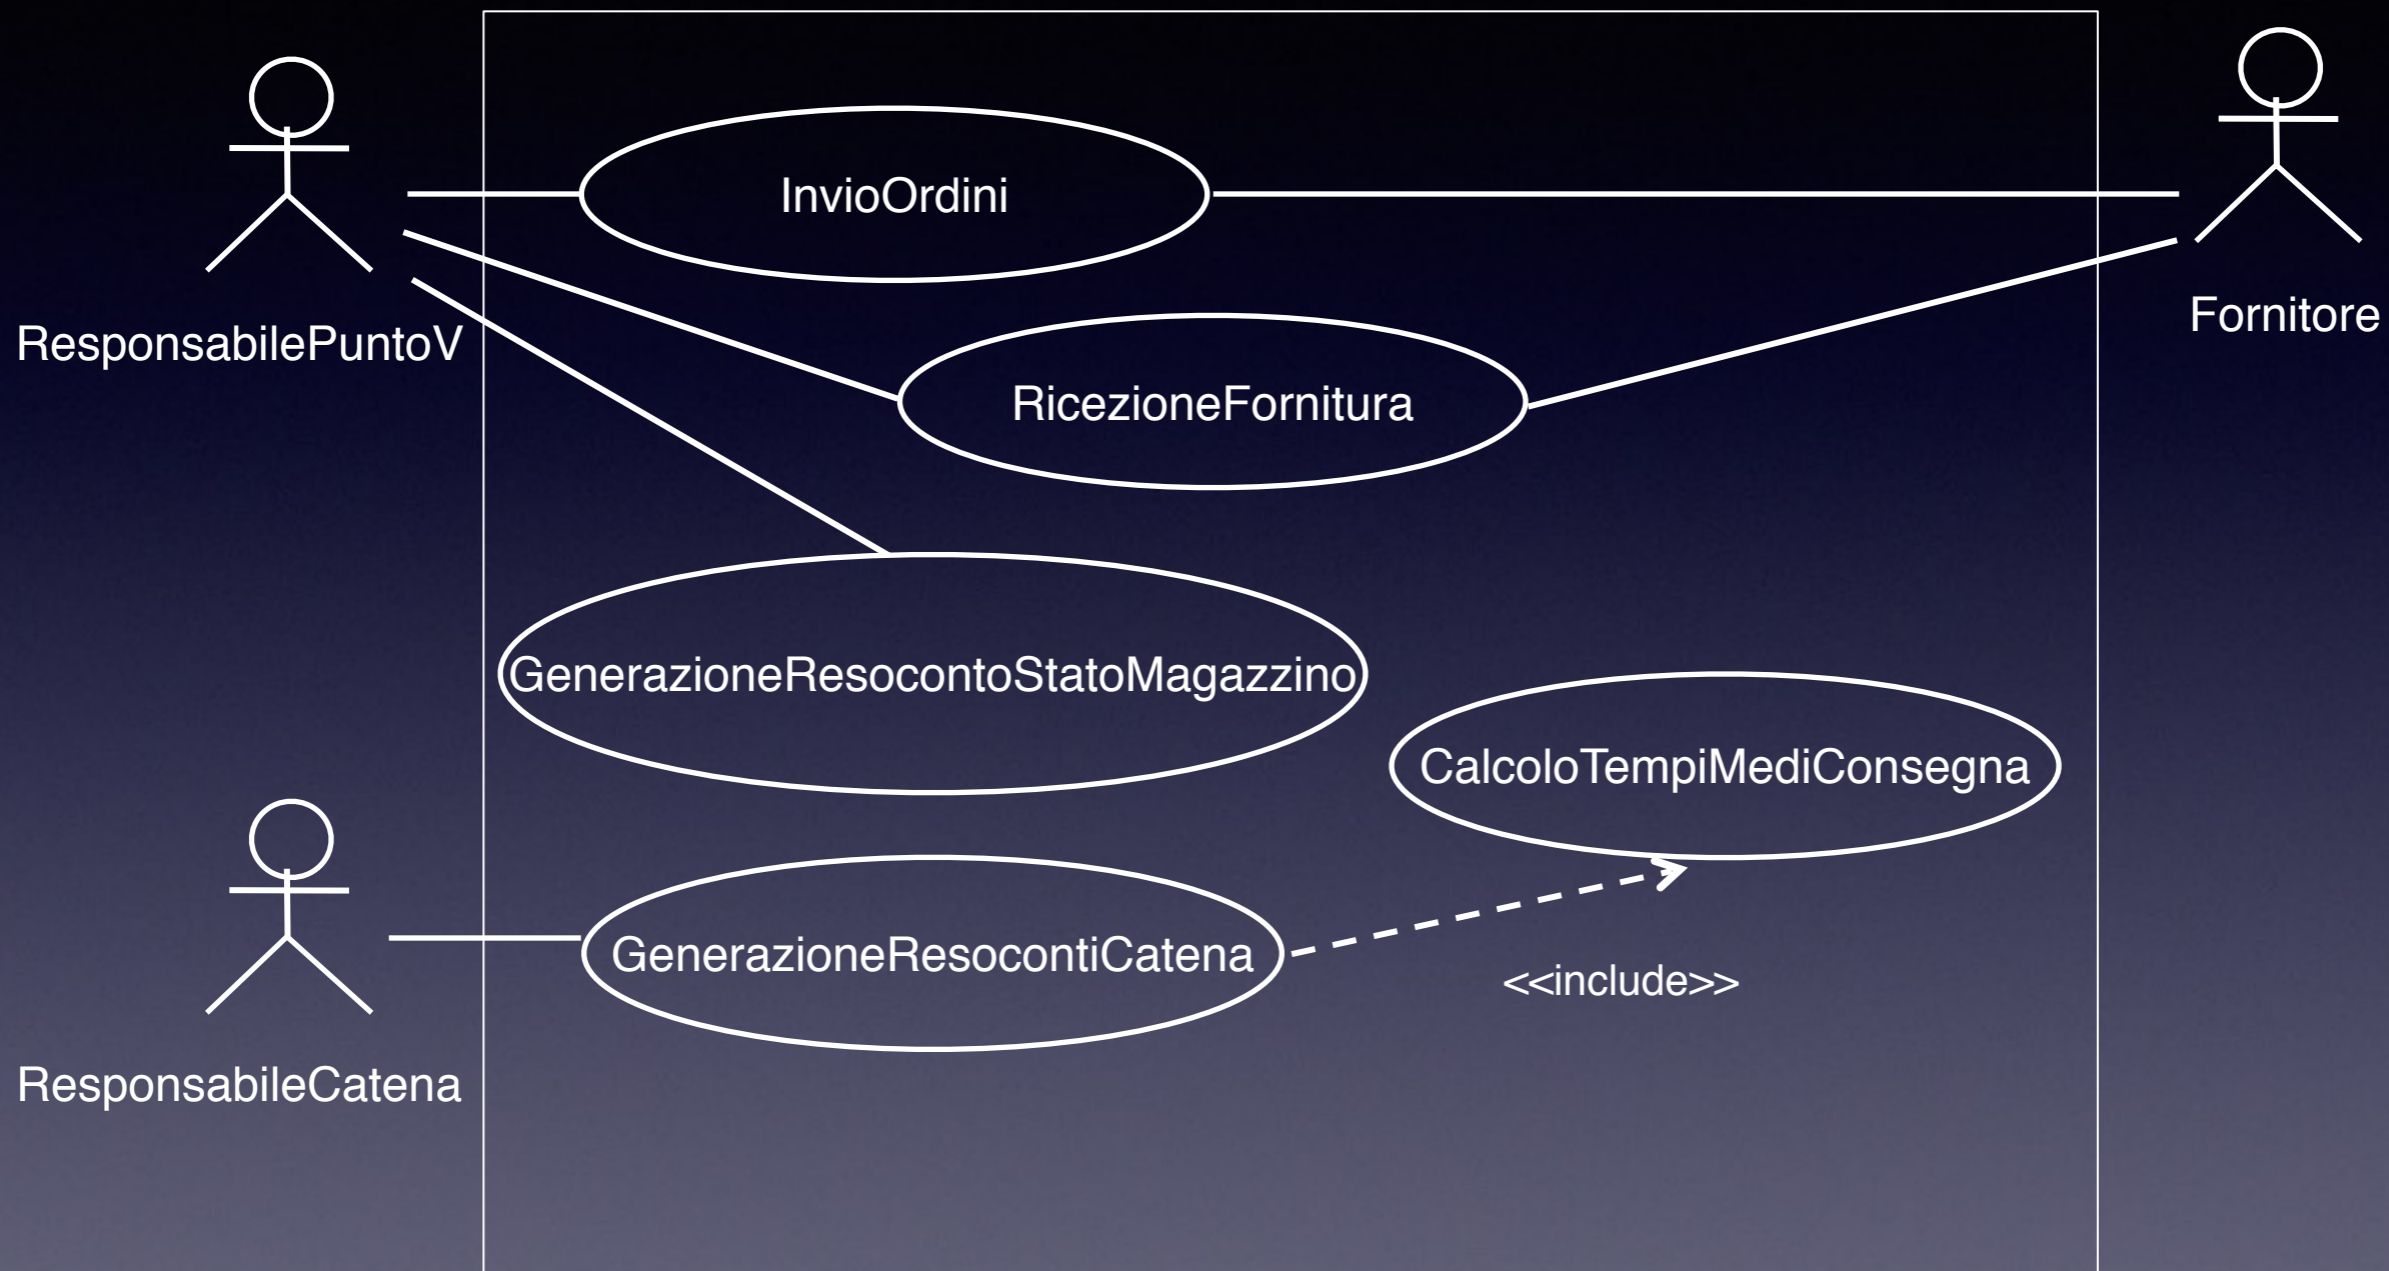 InvioOrdini
Fornitore
ResponsabilePuntoV
RicezioneFornitura
GenerazioneResocontoStatoMagazzino
CalcoloTempiMediConsegna
GenerazioneResocontiCatena
<<include>>
ResponsabileCatena